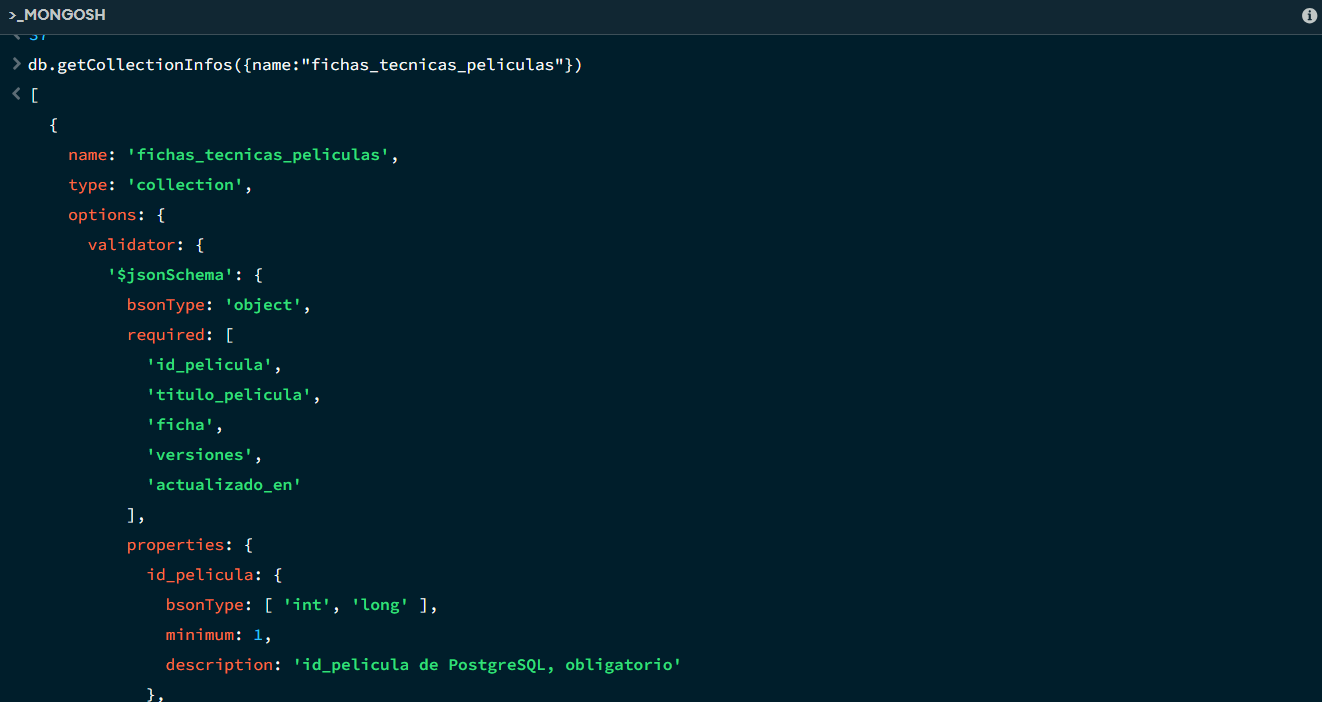 >_MONGOSH
37
> db.getCollectionInfos({name:"fichas_tecnicas_peliculas"})
< [
{
name: 'fichas_tecnicas_peliculas',
type: 'collection',
options: {
validator: {
'$jsonSchema': {
bsonType: 'object',
required: [
'id_pelicula',
'titulo_pelicula',
'ficha',
'versiones',
'actualizado_en'
],
properties: {
id_pelicula: {
bsonType: [ 'int', 'long' ],
minimum: 1,
description: 'id_pelicula de PostgreSQL, obligatorio'
},